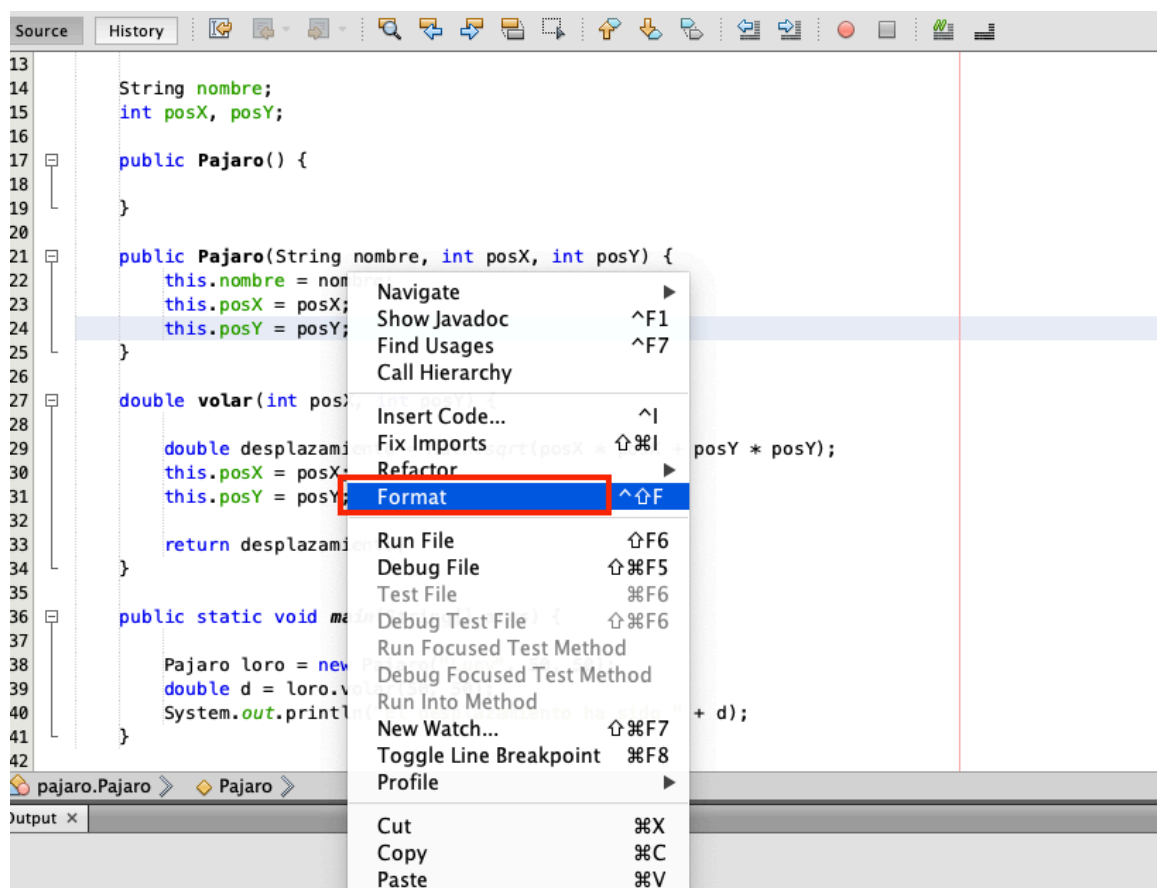 Source History
13
14 String nombre;
15 int posX, posY;
16
17 public Pajaro() {
18
19 }
20
21 public Pajaro(String nombre, int posX, int posY) {
22 this.nombre = nom
23 this.posX = posX;
24 this.posY = posY;
25 }
26
27 double volar(int posX, int posY) {
28
29 double desplazami sqrt(posX * + posY * posY);
30 this.posX = posX;
31 this.posY = posY;
32
33 return desplazami
34 }
35
36 public static void main {
37
38 Pajaro loro = new
39 double d = loro.v
40 System.out.printl + d);
41 }
42
Navigate ▶
Show Javadoc ^F1
Find Usages ^F7
Call Hierarchy
Insert Code... ^I
Fix Imports ⇧⌘I
Refactor ▶
Format ^⇧F
Run File ⇧F6
Debug File ⇧⌘F5
Test File ⌘F6
Debug Test File ⇧⌘F6
Run Focused Test Method
Debug Focused Test Method
Run Into Method
New Watch... ⇧⌘F7
Toggle Line Breakpoint ⌘F8
Profile ▶
Cut ⌘X
Copy ⌘C
Paste ⌘V
pajaro.Pajaro Pajaro
Output ×